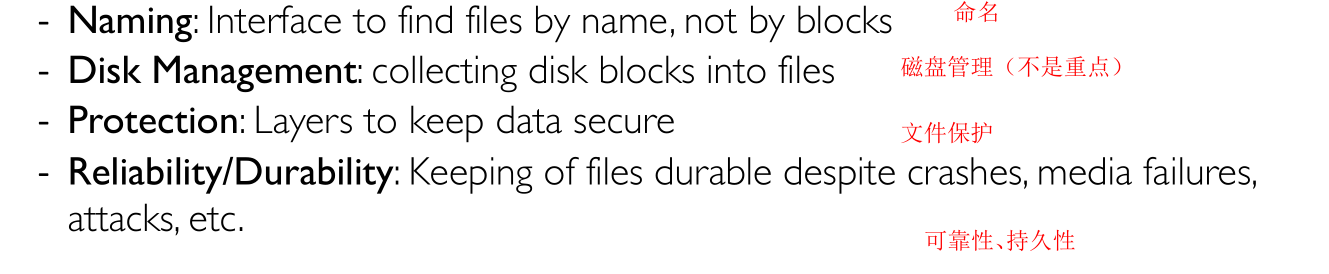 - Naming: Interface to find files by name, not by blocks 命名
- Disk Management: collecting disk blocks into files 磁盘管理（不是重点）
- Protection: Layers to keep data secure 文件保护
- Reliability/Durability: Keeping of files durable despite crashes, media failures,
attacks, etc.
可靠性、持久性